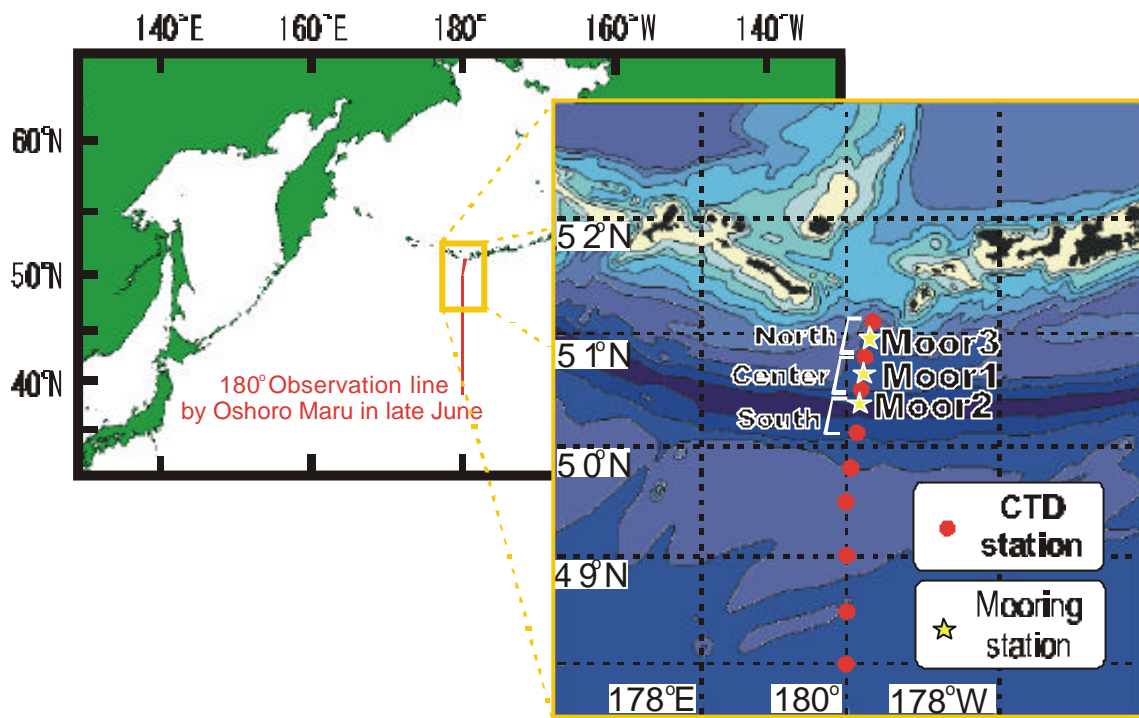 140°E 160°E 180° 160°W 140°W
60°N
50°N
40°N
180°Observation line
by Oshoro Maru in late June
52°N
51°N
50°N
49°N
North
Center
South
Moor3
Moor1
Moor2
CTD
station
Mooring
station
178°E 180° 178°W